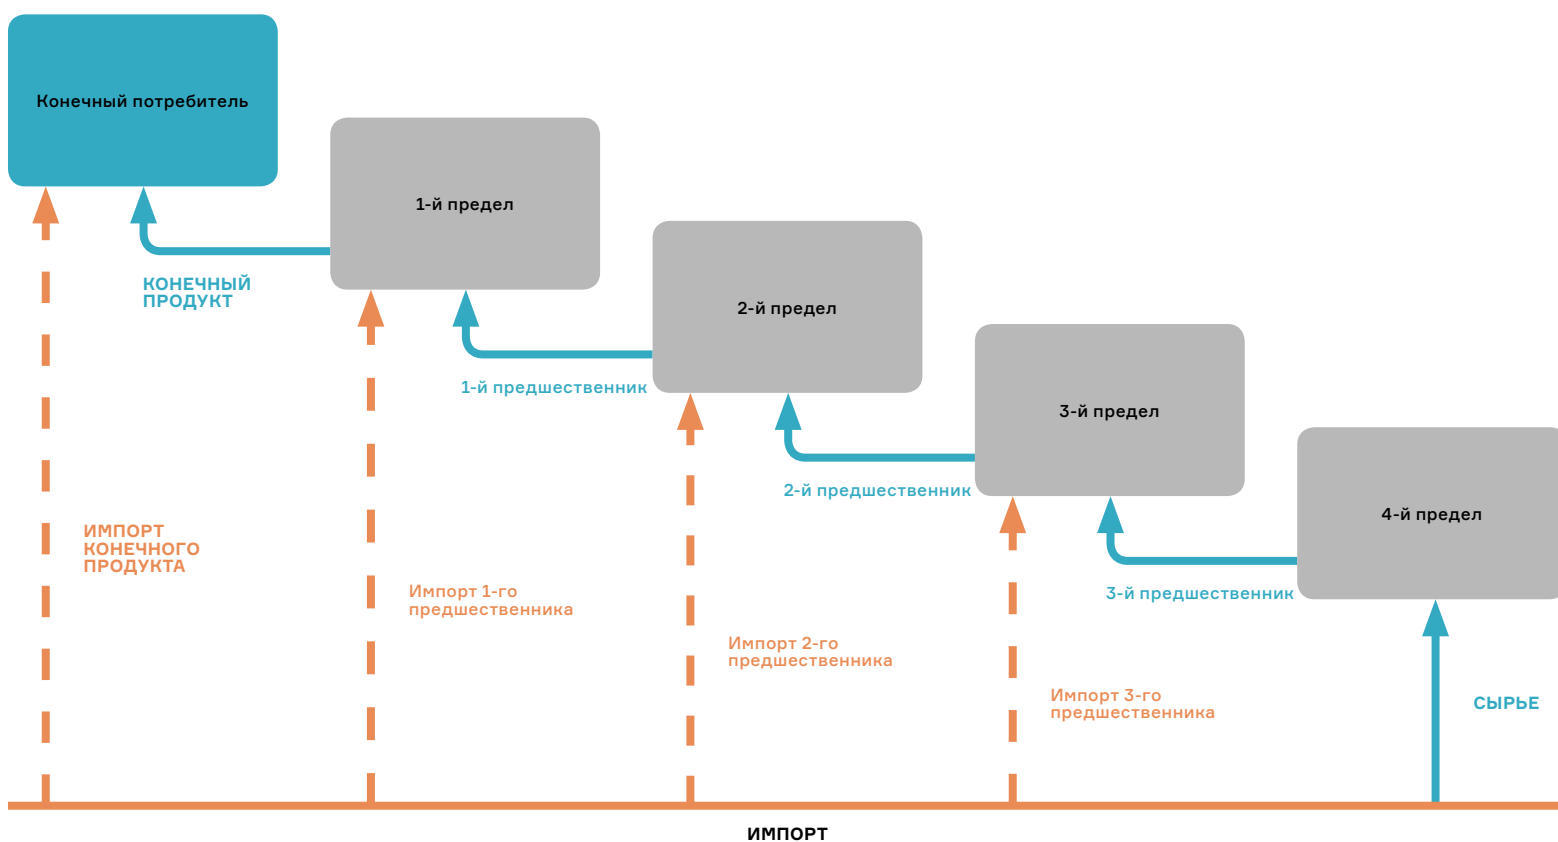 Конечный потребитель
1-й предел
2-й предел
3-й предел
4-й предел
КОНЕЧНЫЙ
ПРОДУКТ
1-й предшественник
2-й предшественник
3-й предшественник
ИМПОРТ
КОНЕЧНОГО
ПРОДУКТА
Импорт 1-го
предшественника
Импорт 2-го
предшественника
Импорт 3-го
предшественника
СЫРЬЕ
ИМПОРТ